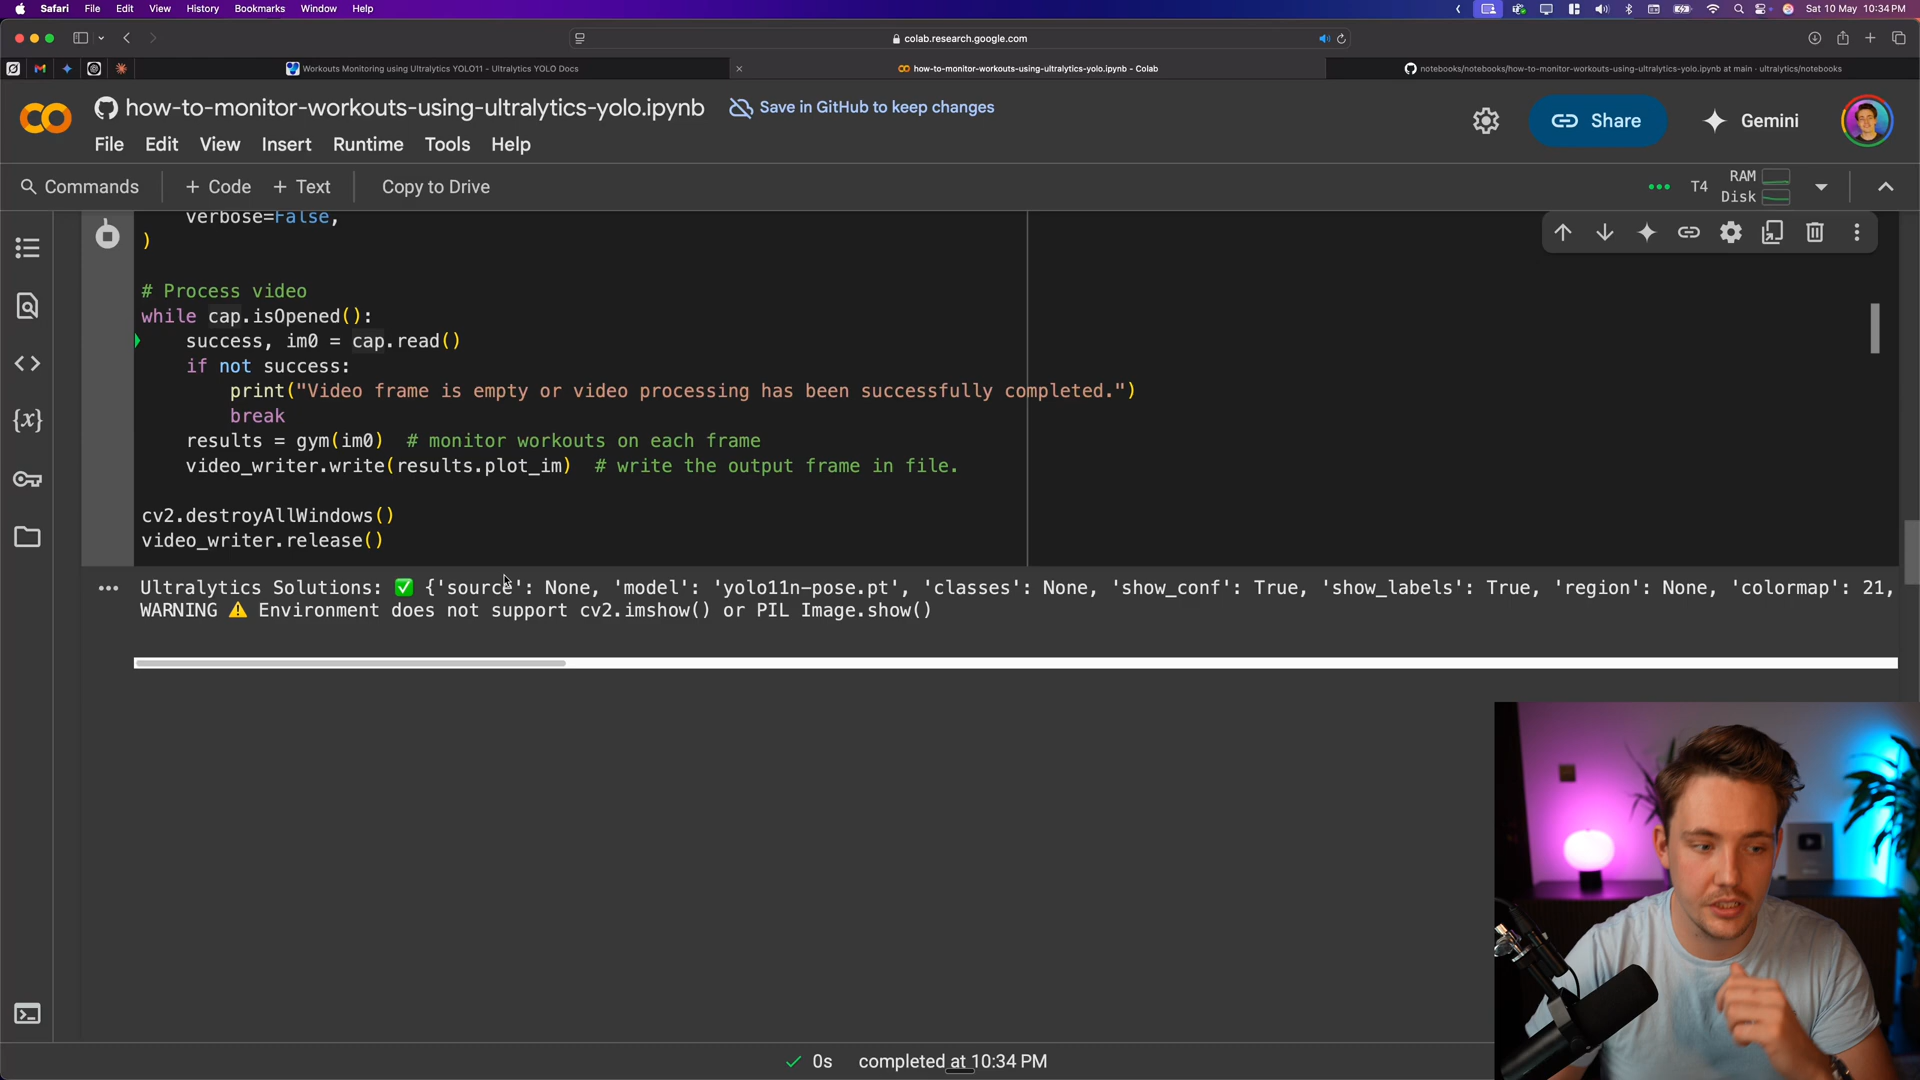 Safari File Edit View History Bookmarks Window Help
Sat 10 May 10:34 PM
colab.research.google.com
Workouts Monitoring using Ultralytics YOLO11 - Ultralytics YOLO Docs
how-to-monitor-workouts-using-ultralytics-yolo.ipynb - Colab
notebooks/notebooks/how-to-monitor-workouts-using-ultralytics-yolo.ipynb at main · ultralytics/notebooks
how-to-monitor-workouts-using-ultralytics-yolo.ipynb
Save in GitHub to keep changes
File Edit View Insert Runtime Tools Help
Share
Gemini
Commands + Code + Text Copy to Drive
T4 RAM
Disk
verbose=False,
)
# Process video
while cap.isOpened():
success, im0 = cap.read()
if not success:
print("Video frame is empty or video processing has been successfully completed.")
break
results = gym(im0)  # monitor workouts on each frame
video_writer.write(results.plot_im)  # write the output frame in file.
cv2.destroyAllWindows()
video_writer.release()
Ultralytics Solutions: ✅ {'source': None, 'model': 'yolo11n-pose.pt', 'classes': None, 'show_conf': True, 'show_labels': True, 'region': None, 'colormap': 21,
WARNING ⚠️ Environment does not support cv2.imshow() or PIL Image.show()
0s completed at 10:34 PM